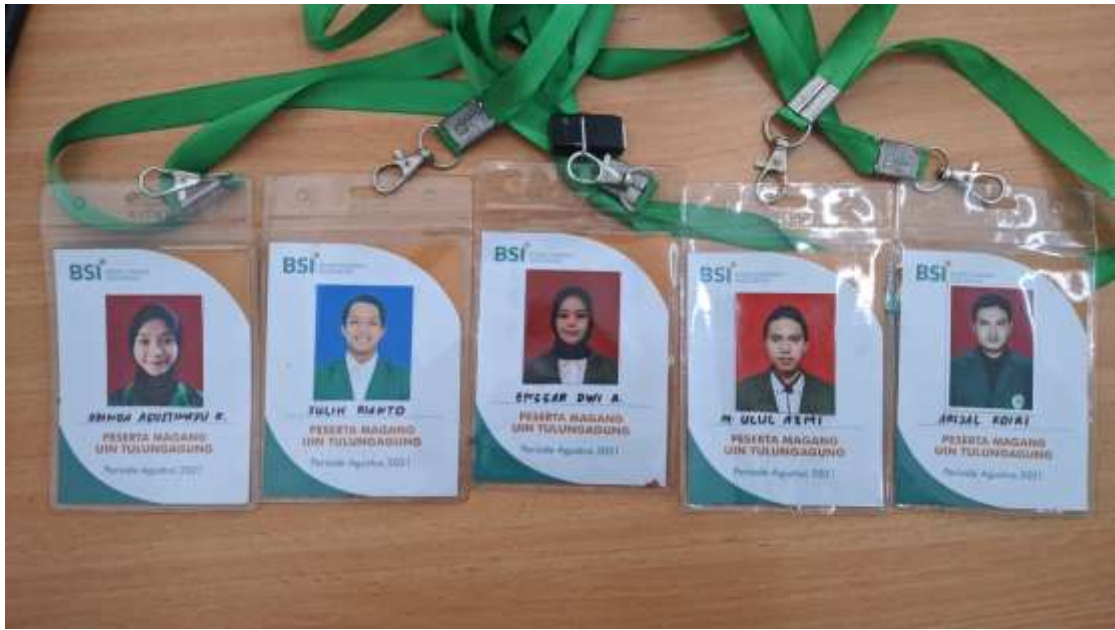 BSI
SULIH RIANTO
PESERTA MAGANG
UIN TULUNGAGUNG
Periode Agustus 2021
BSI
PESERTA MAGANG
UIN TULUNGAGUNG
Periode Agustus 2021
BSI
ENGGAR DWI A.
PESERTA MAGANG
UIN TULUNGAGUNG
Periode Agustus 2021
BSI
M. ULUL AZMI
PESERTA MAGANG
UIN TULUNGAGUNG
Periode Agustus 2021
BSI
PESERTA MAGANG
UIN TULUNGAGUNG
Periode Agustus 2021